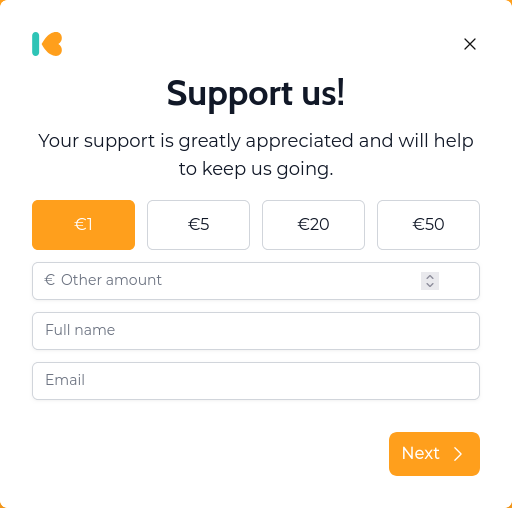 Support us!
Your support is greatly appreciated and will help
to keep us going.
€1 €5 €20 €50
€ Other amount
Full name
Email
Next